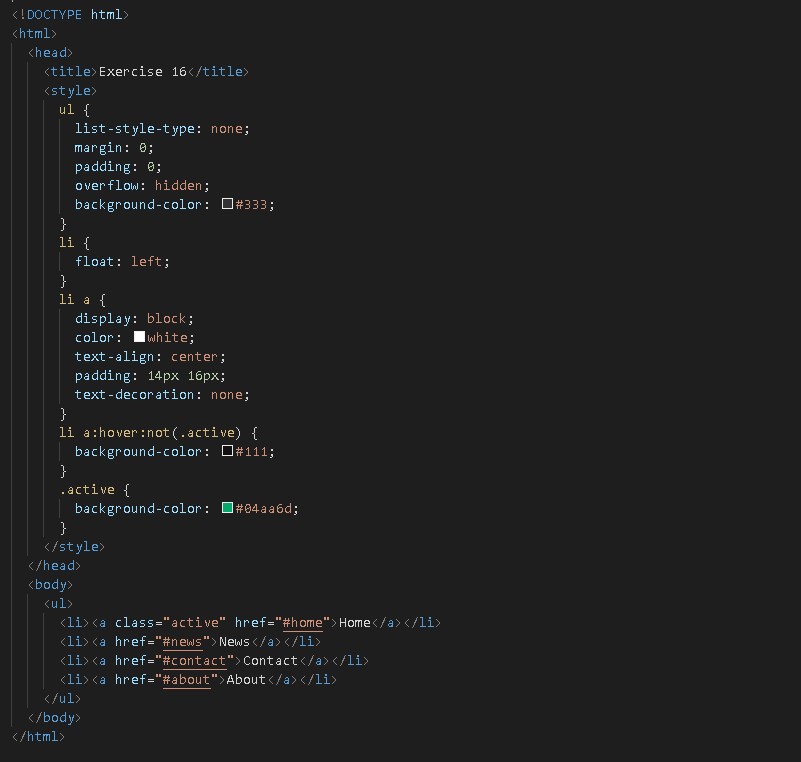 <!DOCTYPE html>
<html>
<head>
<title>Exercise 16</title>
<style>
ul {
list-style-type: none;
margin: 0;
padding: 0;
overflow: hidden;
background-color: #333;
}
li {
float: left;
}
li a {
display: block;
color: white;
text-align: center;
padding: 14px 16px;
text-decoration: none;
}
li a:hover:not(.active) {
background-color: #111;
}
.active {
background-color: #04aa6d;
}
</style>
</head>
<body>
<ul>
<li><a class="active" href="#home">Home</a></li>
<li><a href="#news">News</a></li>
<li><a href="#contact">Contact</a></li>
<li><a href="#about">About</a></li>
</ul>
</body>
</html>